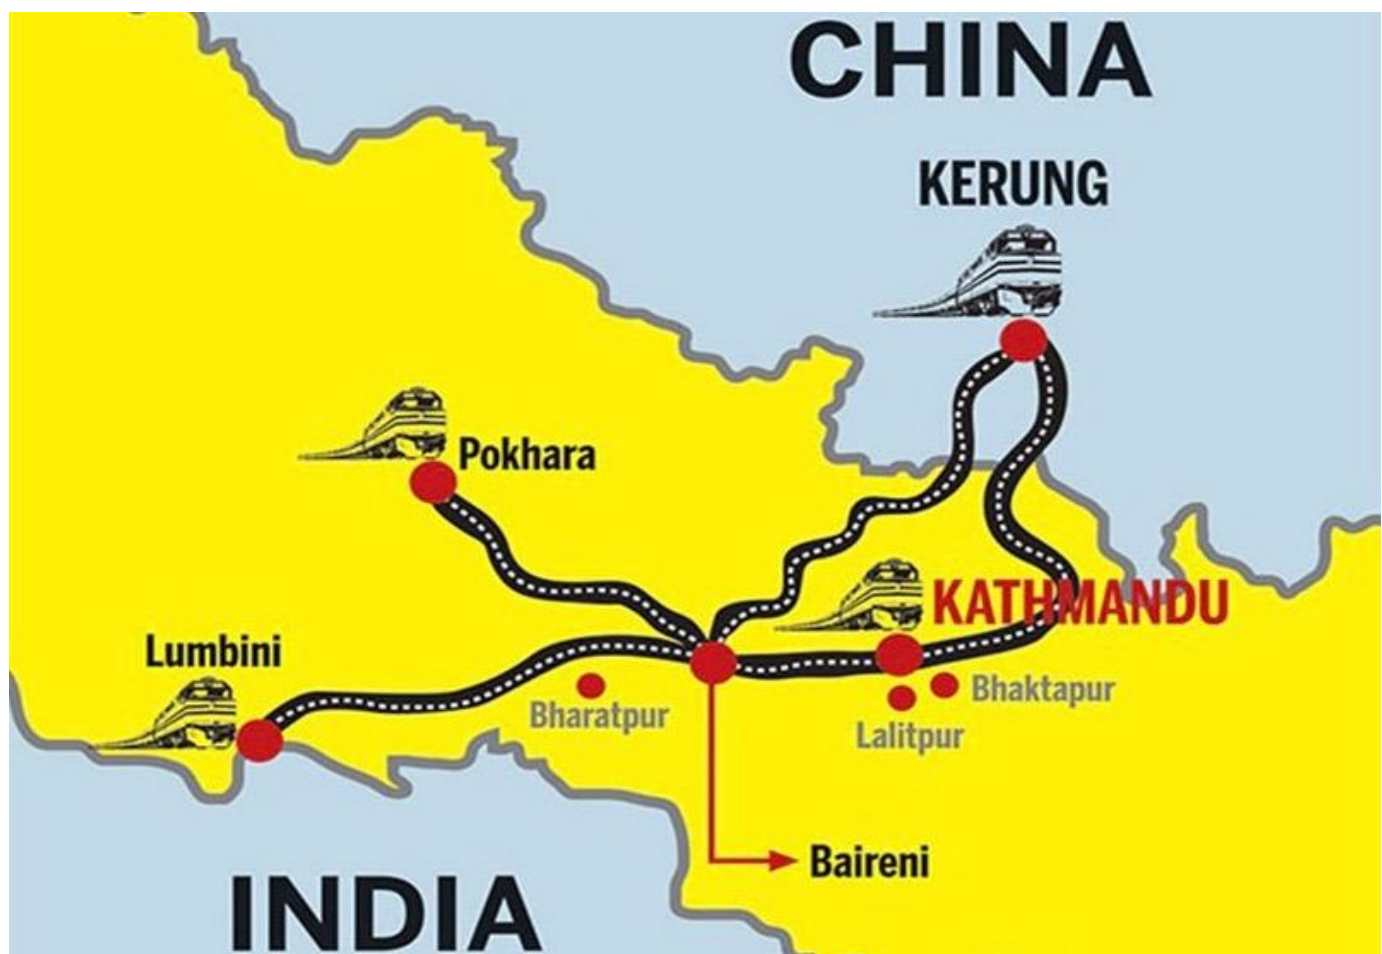 CHINA
KERUNG
Pokhara
KATHMANDU
Lumbini
Bhaktapur
Bharatpur
Lalitpur
Baireni
INDIA